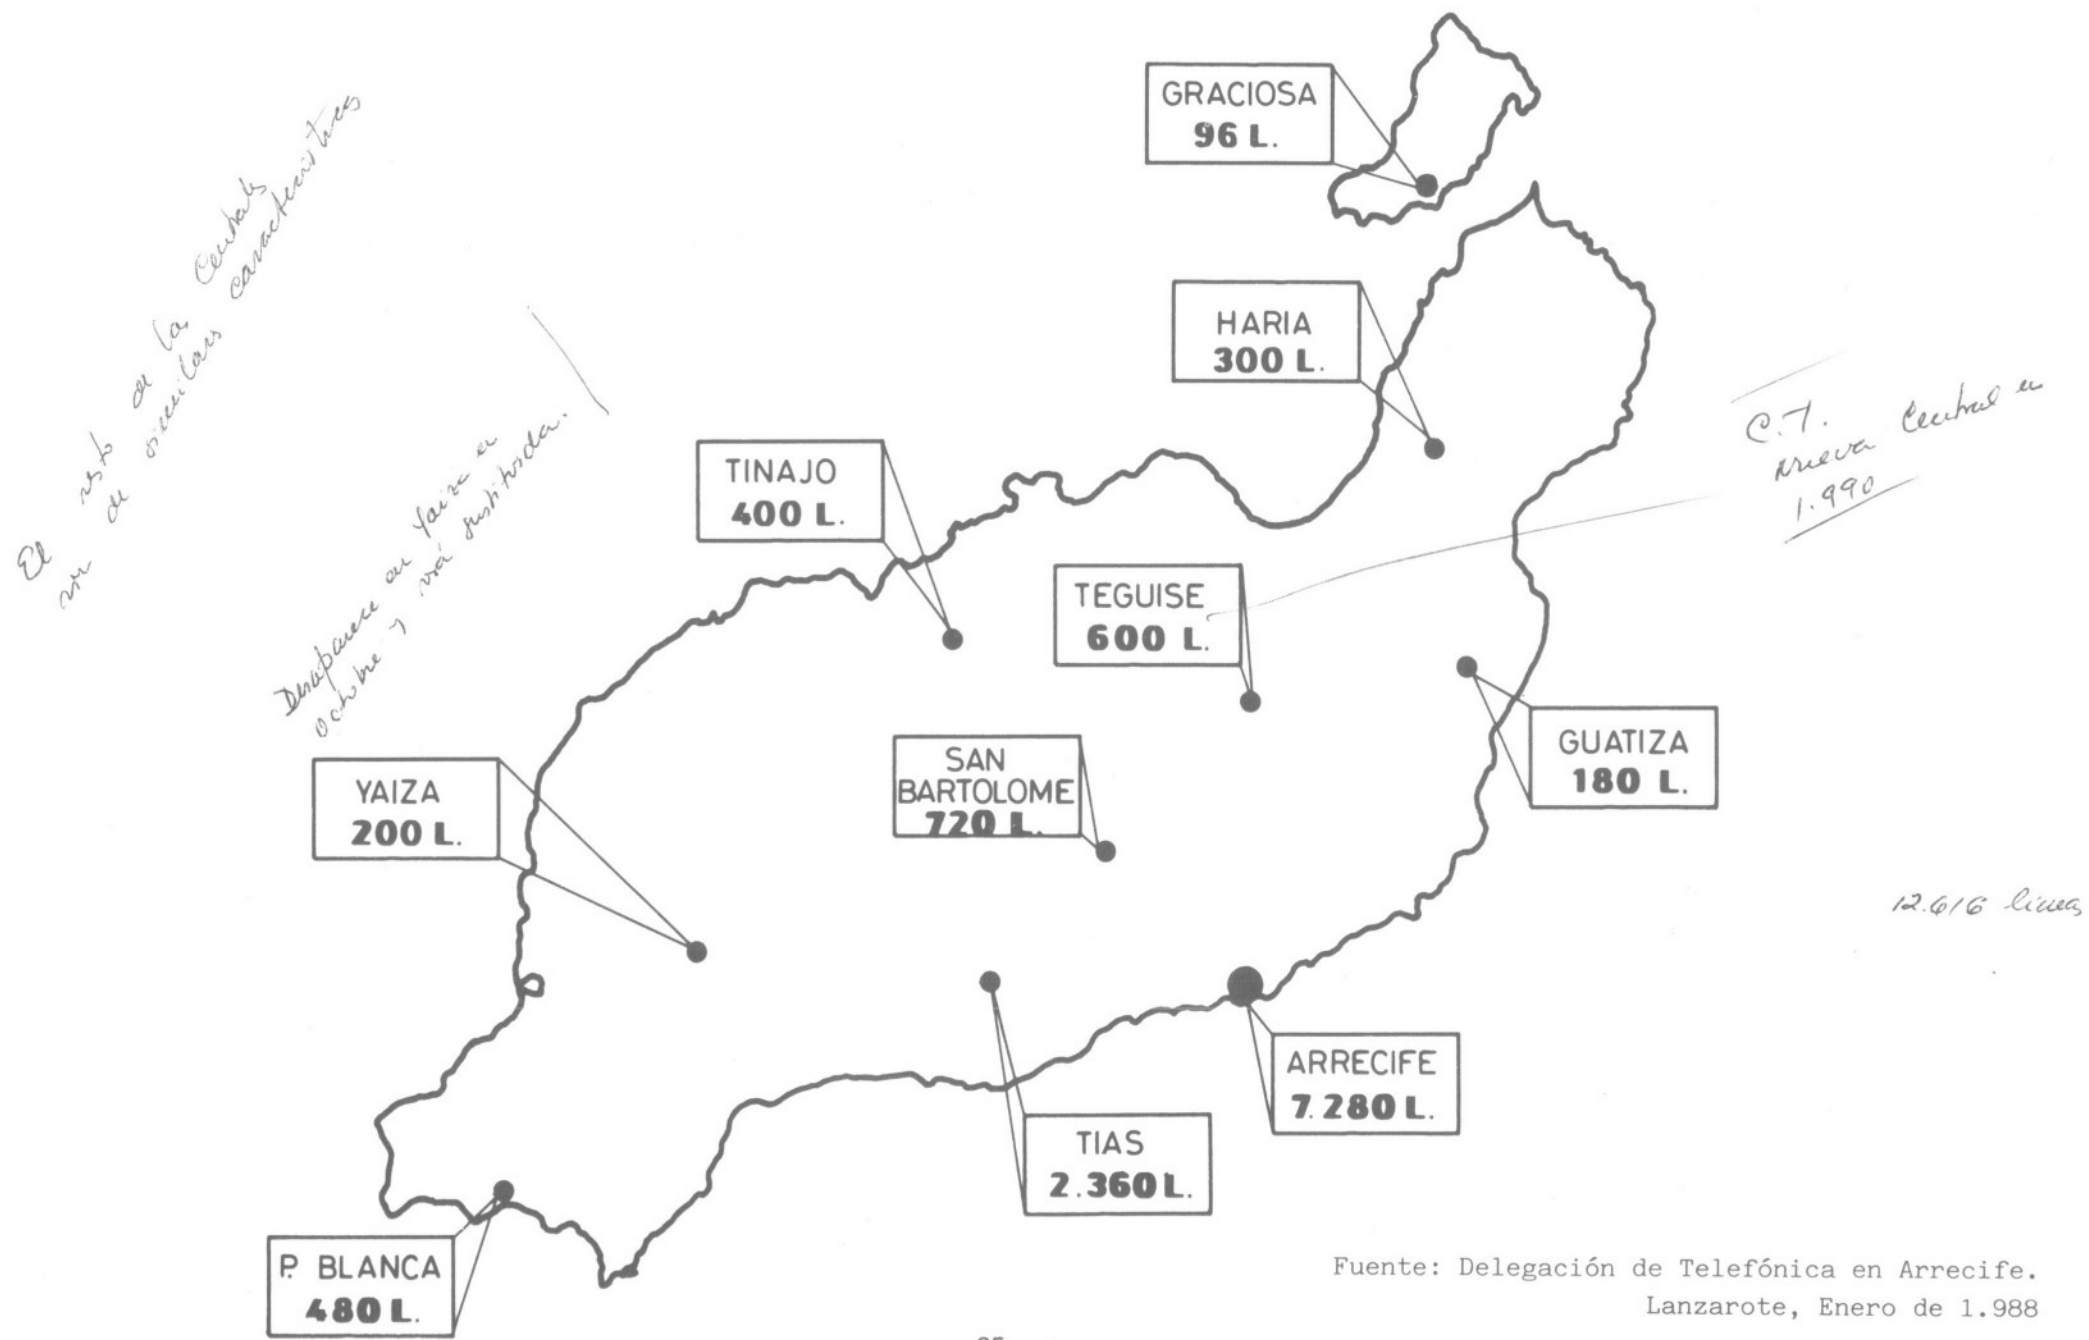 GRACIOSA
96 L.
HARIA
300 L.
El resto de las Centrales
son de similares características
C.T.
nueva Central en
1.990
TINAJO
400 L.
Desaparece en Yaiza en
Octubre y será sustituida.
TEGUISE
600 L.
GUATIZA
180 L.
SAN
BARTOLOME
720 L.
YAIZA
200 L.
12.616 lineas
ARRECIFE
7.280 L.
TIAS
2.360 L.
P. BLANCA
480 L.
Fuente: Delegación de Telefónica en Arrecife.
Lanzarote, Enero de 1.988